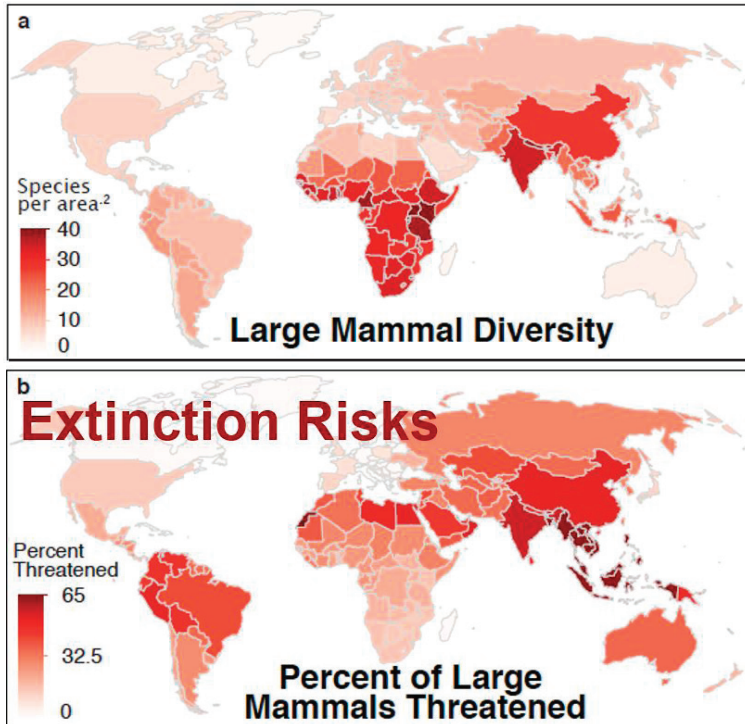 a
Species
per area-2
40
30
20
10
0
Large Mammal Diversity
b
Extinction Risks
Percent
Threatened
65
32.5
0
Percent of Large
Mammals Threatened